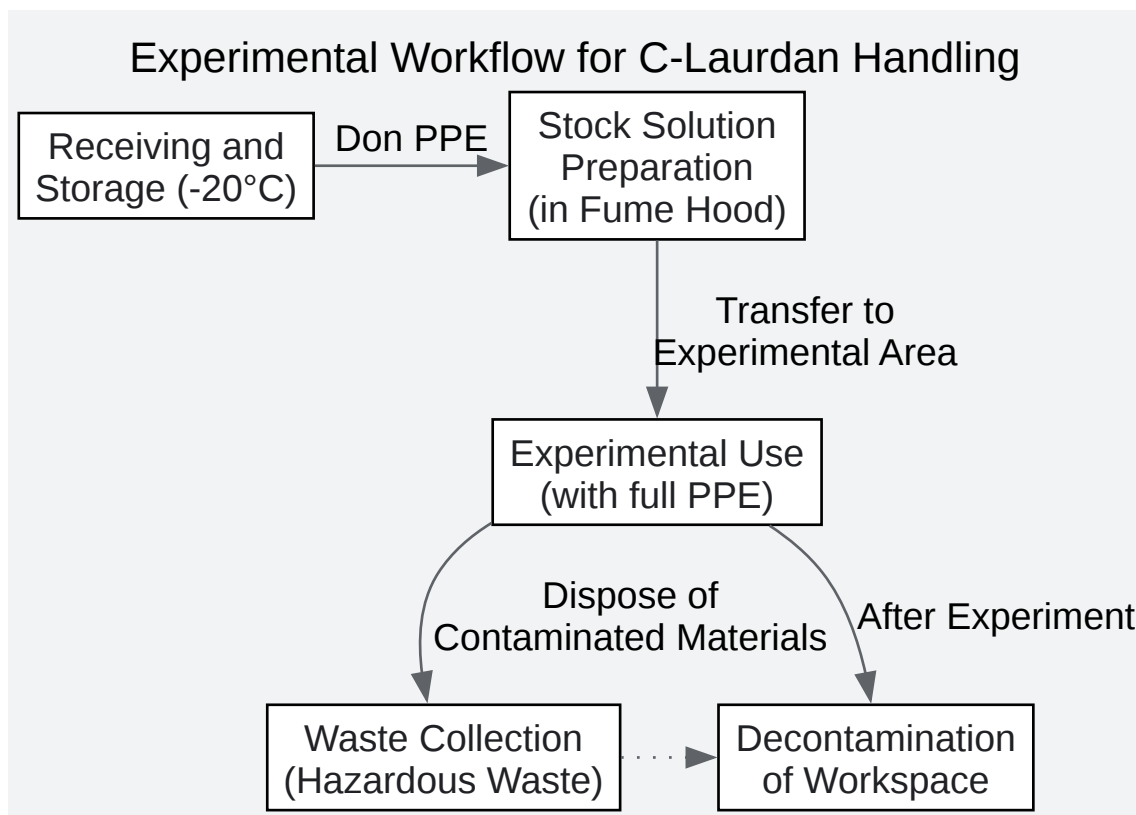 Experimental Workflow for C-Laurdan Handling
Receiving and
Storage (-20°C)
Don PPE
Stock Solution
Preparation
(in Fume Hood)
Transfer to
Experimental Area
Experimental Use
(with full PPE)
Dispose of
Contaminated Materials
After Experiment
Waste Collection
(Hazardous Waste)
Decontamination
of Workspace